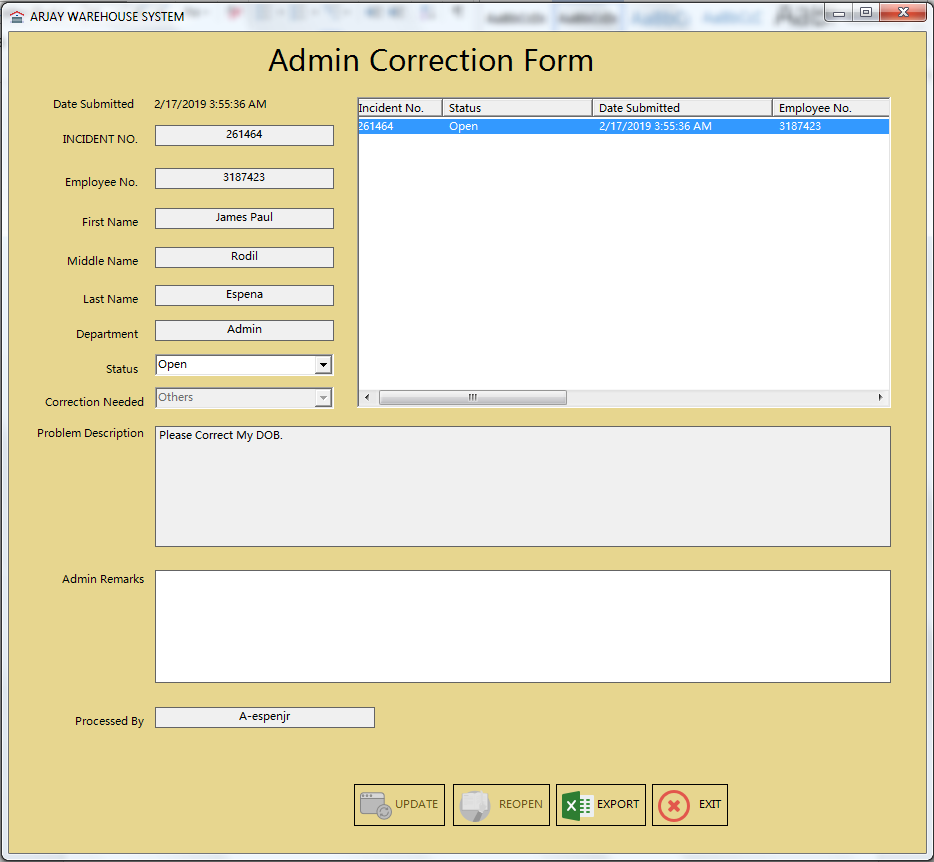 ARJAY WAREHOUSE SYSTEM
Admin Correction Form
Date Submitted 2/17/2019 3:55:36 AM
INCIDENT NO. 261464
Employee No. 3187423
First Name James Paul
Middle Name Rodil
Last Name Espena
Department Admin
Status Open
Correction Needed Others
Incident No. Status Date Submitted Employee No.
261464 Open 2/17/2019 3:55:36 AM 3187423
Problem Description Please Correct My DOB.
Admin Remarks
Processed By A-espenjr
UPDATE REOPEN EXPORT EXIT